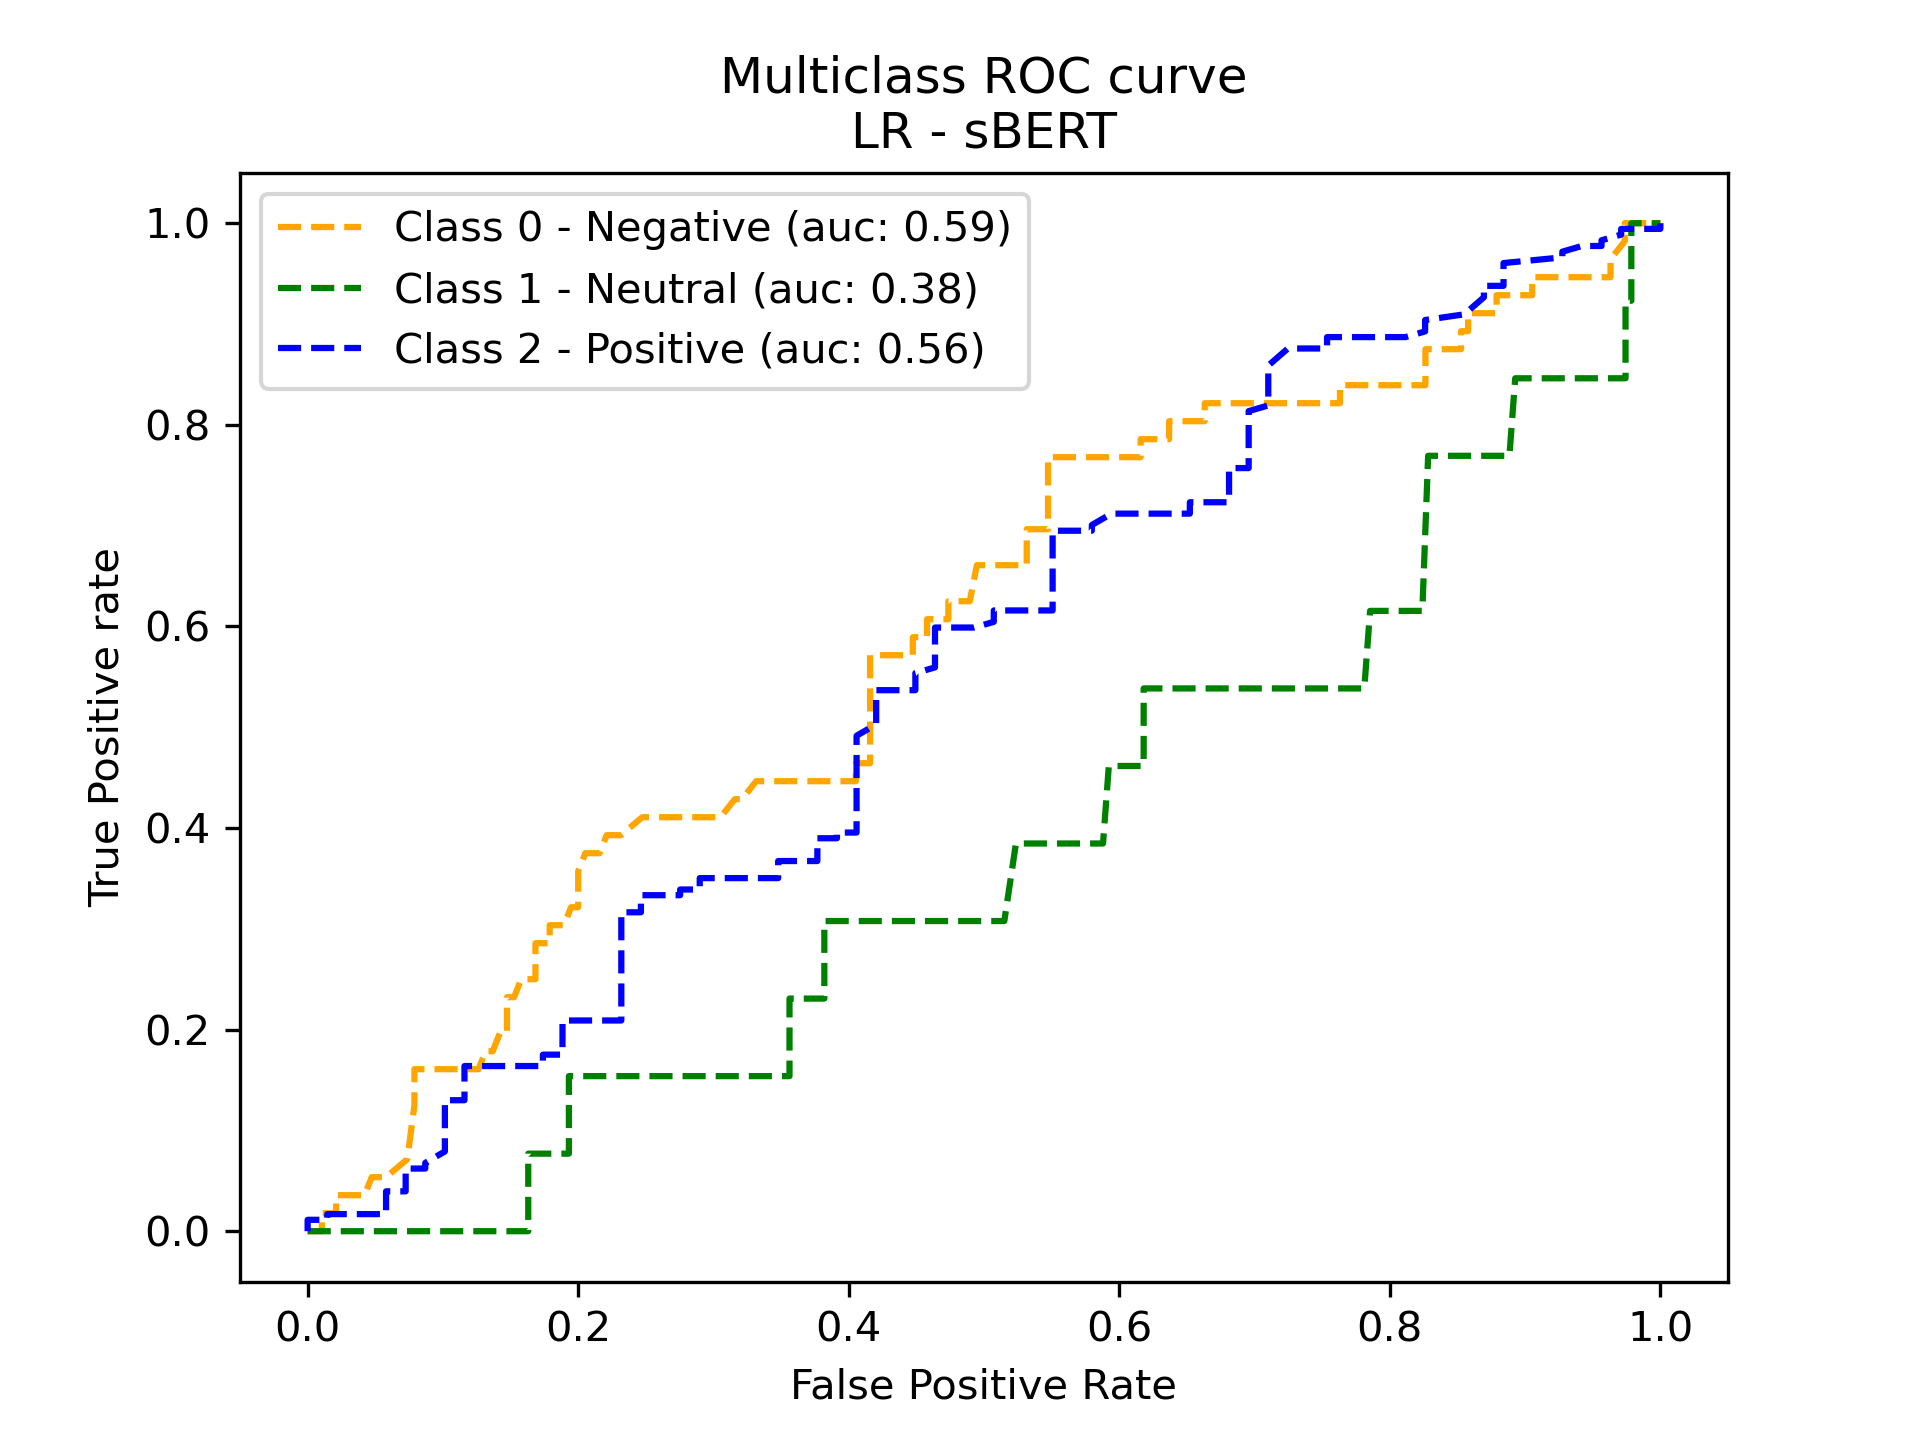 Multiclass ROC curve
LR - sBERT
Class 0 - Negative (auc: 0.59)
Class 1 - Neutral (auc: 0.38)
Class 2 - Positive (auc: 0.56)
True Positive rate
1.0
0.8
0.6
0.4
0.2
0.0
0.0 0.2 0.4 0.6 0.8 1.0
False Positive Rate